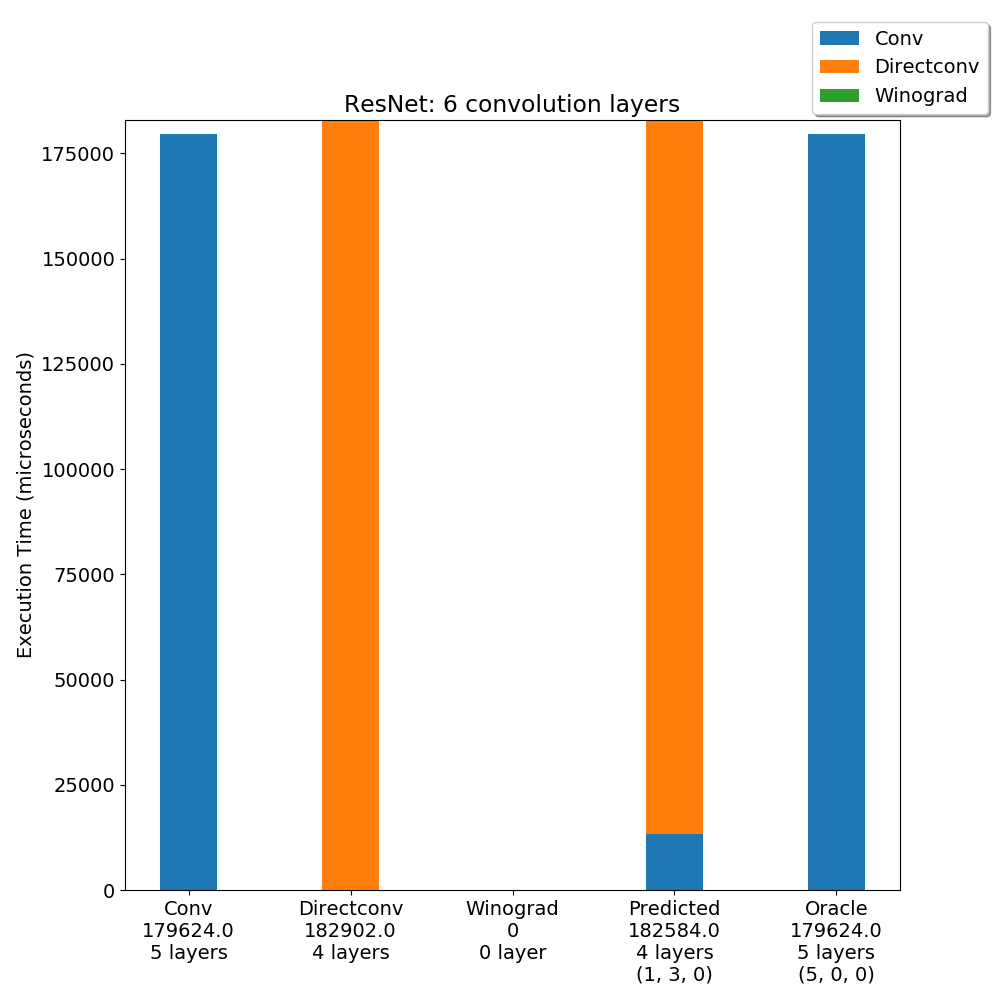 Conv
Directconv
Winograd
ResNet: 6 convolution layers
Execution Time (microseconds)
175000
150000
125000
100000
75000
50000
25000
0
Conv
179624.0
5 layers
Directconv
182902.0
4 layers
Winograd
0
0 layer
Predicted
182584.0
4 layers
(1, 3, 0)
Oracle
179624.0
5 layers
(5, 0, 0)